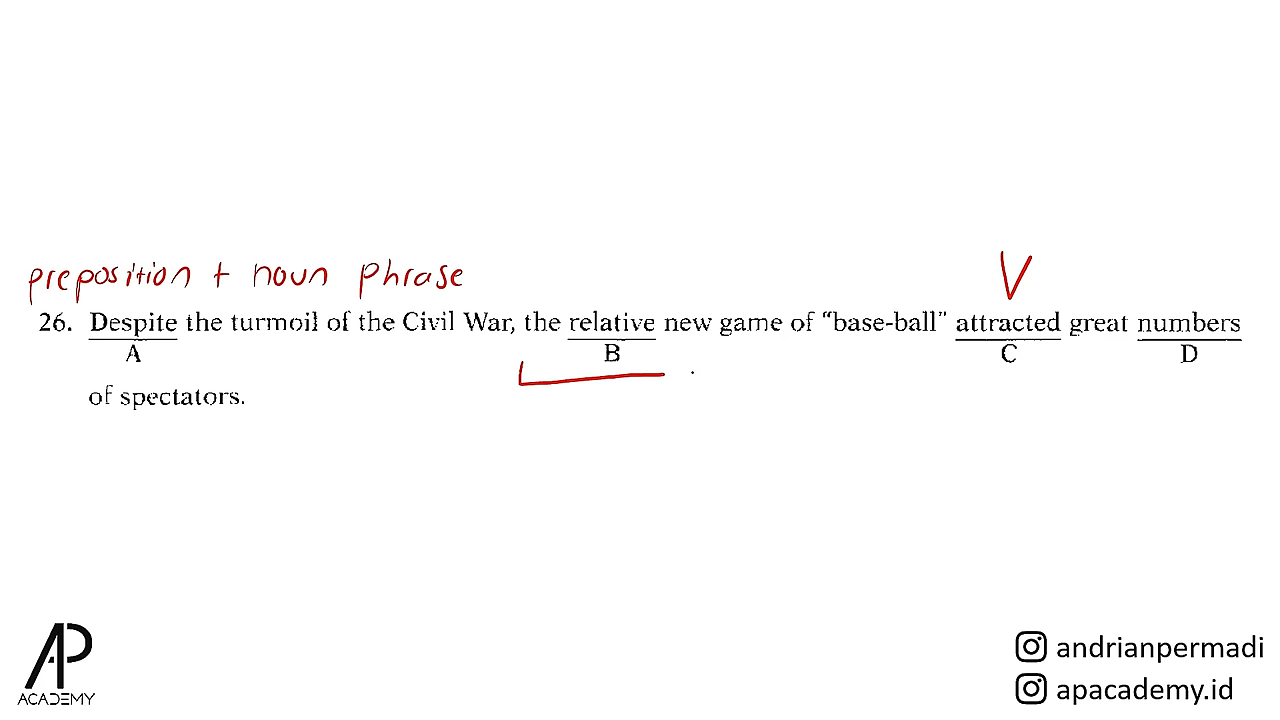 preposition + noun phrase
V
26. Despite the turmoil of the Civil War, the relative new game of “base-ball” attracted great numbers
A B C D
of spectators.
AP
ACADEMY
andrianpermadi
apacademy.id